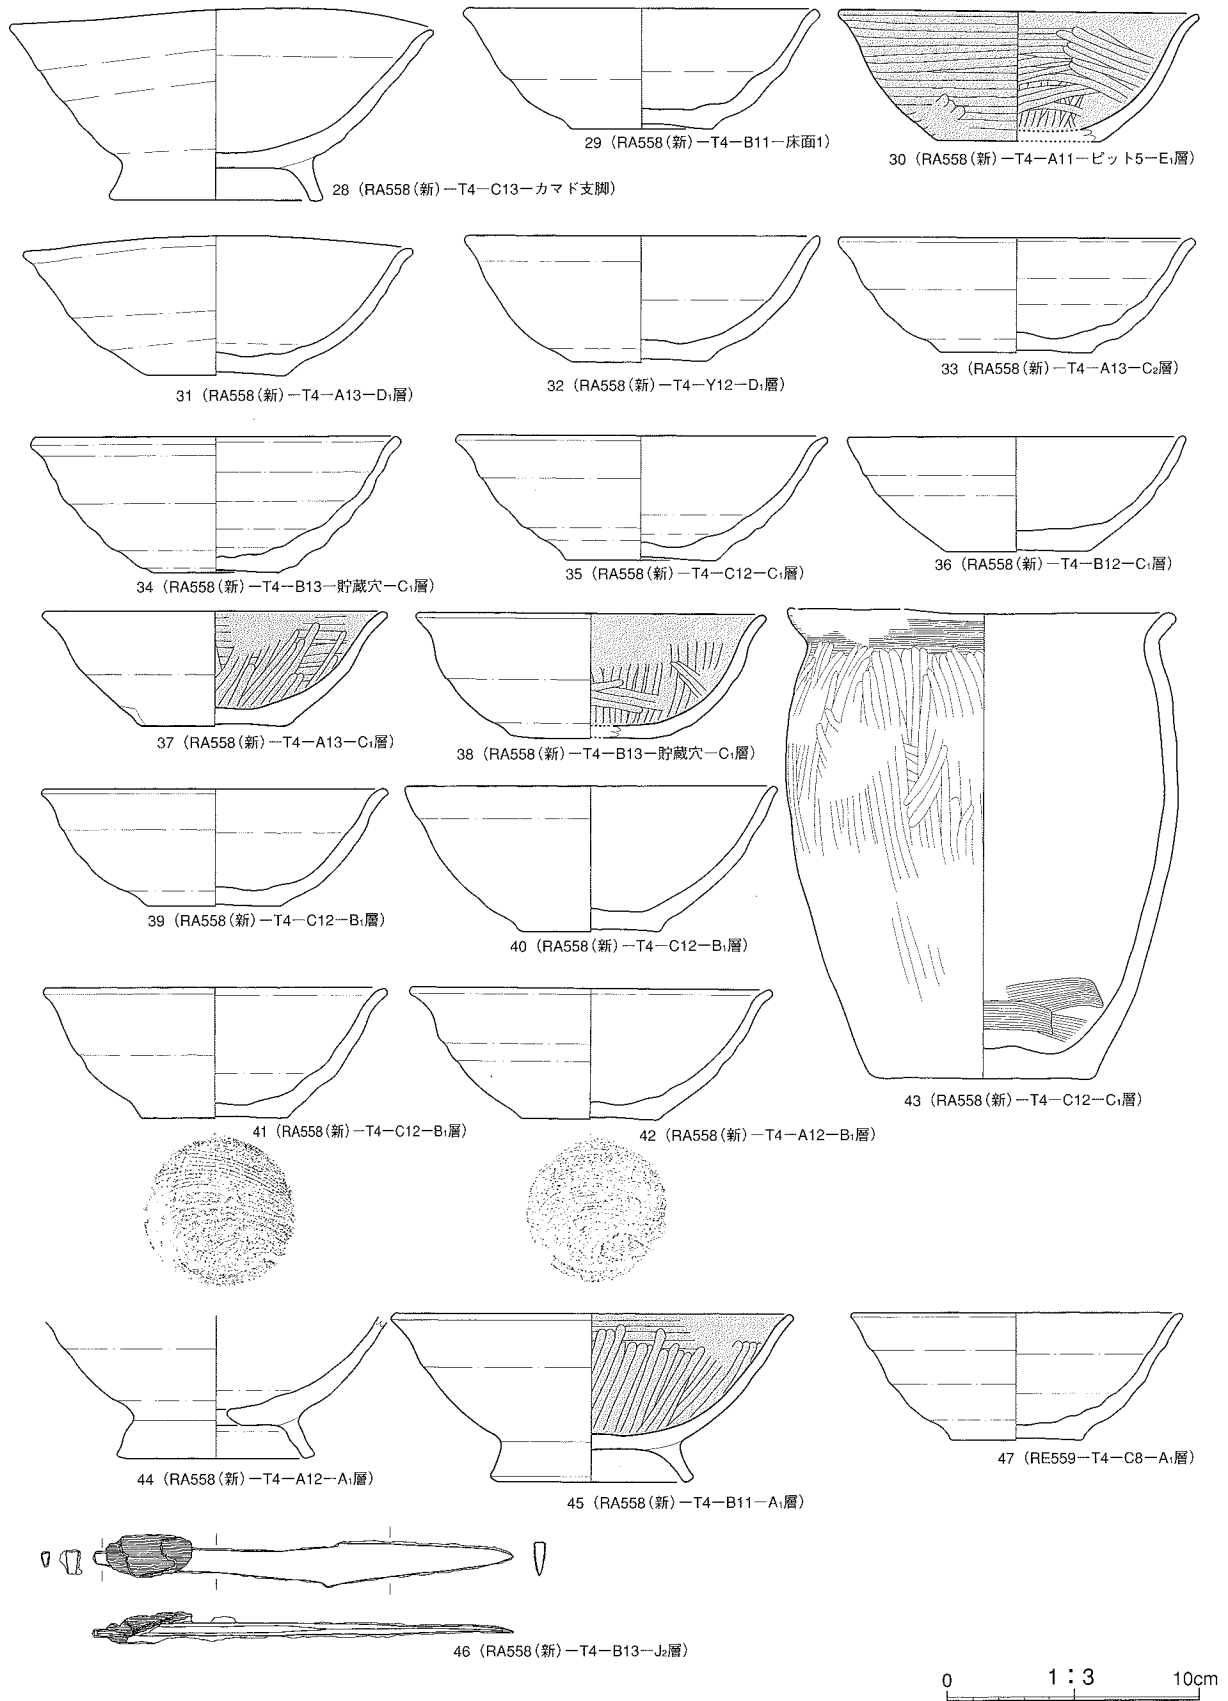 28 (RA558(新)－T4－C13－カマド支脚)
29 (RA558(新)－T4－B11－床面1)
30 (RA558(新)－T4－A11－ピット5－E₁層)
31 (RA558(新)－T4－A13－D₁層)
32 (RA558(新)－T4－Y12－D₁層)
33 (RA558(新)－T4－A13－C₂層)
34 (RA558(新)－T4－B13－貯蔵穴－C₁層)
35 (RA558(新)－T4－C12－C₁層)
36 (RA558(新)－T4－B12－C₁層)
37 (RA558(新)－T4－A13－C₁層)
38 (RA558(新)－T4－B13－貯蔵穴－C₁層)
39 (RA558(新)－T4－C12－B₁層)
40 (RA558(新)－T4－C12－B₁層)
43 (RA558(新)－T4－C12－C₁層)
41 (RA558(新)－T4－C12－B₁層)
42 (RA558(新)－T4－A12－B₁層)
44 (RA558(新)－T4－A12－A₁層)
45 (RA558(新)－T4－B11－A₁層)
47 (RE559－T4－C8－A₁層)
46 (RA558(新)－T4－B13－J₂層)
0 1：3 10cm